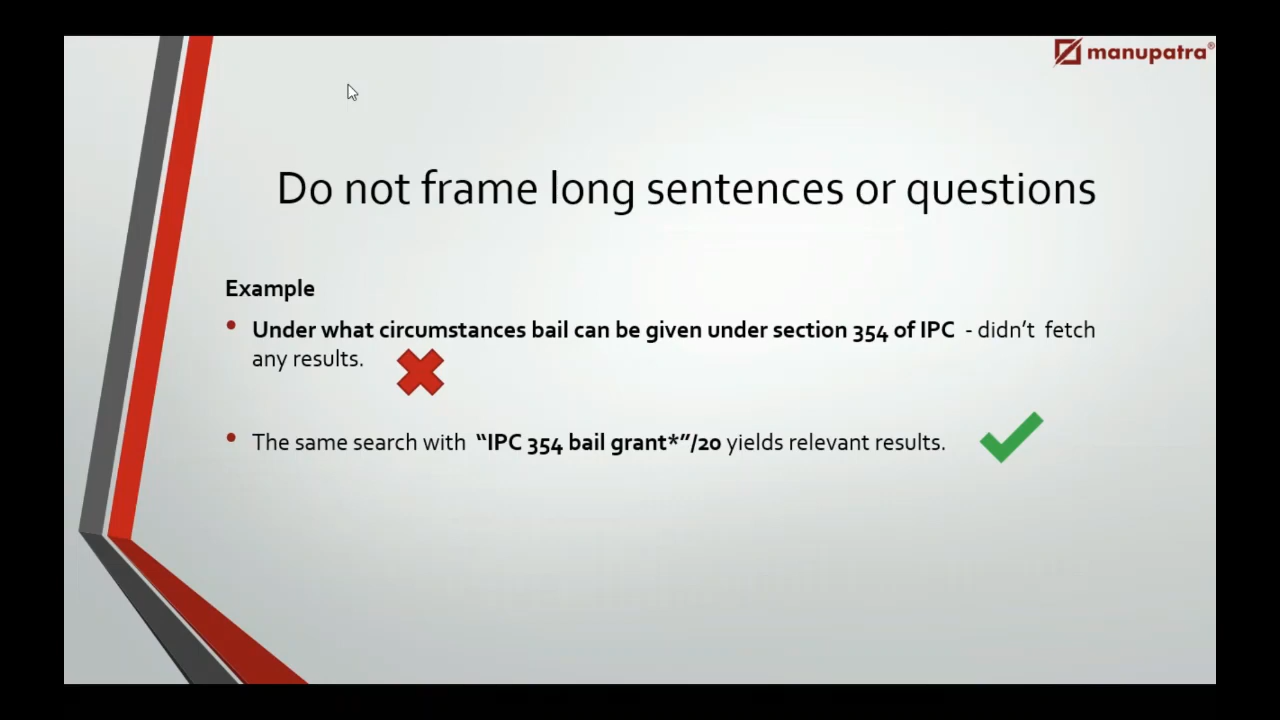 manupatra®
Do not frame long sentences or questions
Example
• Under what circumstances bail can be given under section 354 of IPC - didn’t fetch
any results.
• The same search with “IPC 354 bail grant*”/20 yields relevant results.